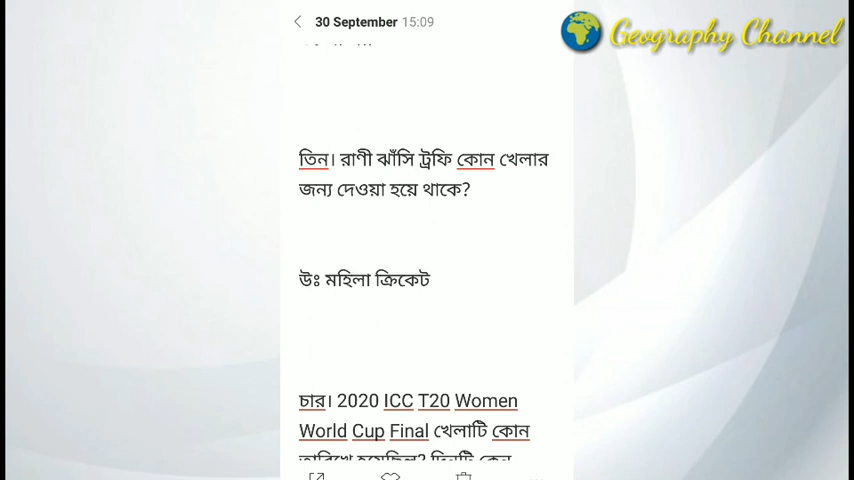 30 September 15:09
Geography Channel
তিন। রাণী ঝাঁসি ট্রফি কোন খেলার
জন্য দেওয়া হয়ে থাকে?
উঃ মহিলা ক্রিকেট
চার। 2020 ICC T20 Women
World Cup Final খেলাটি কোন